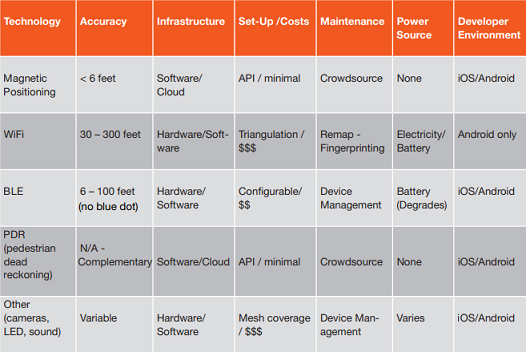 Technology Accuracy Infrastructure Set-Up /Costs Maintenance Power Source Developer Environment
Magnetic Positioning < 6 feet Software/ Cloud API / minimal Crowdsource None iOS/Android
WiFi 30 – 300 feet Hardware/Soft- ware Triangulation / $$$ Remap - Fingerprinting Electricity/ Battery Android only
BLE 6 – 100 feet (no blue dot) Hardware/ Software Configurable/ $$ Device Management Battery (Degrades) iOS/Android
PDR (pedestrian dead reckoning) N/A - Complementary Software/Cloud API / minimal Crowdsource None iOS/Android
Other (cameras, LED, sound) Variable Hardware/ Software Mesh coverage / $$$ Device Man- agement Varies iOS/Android